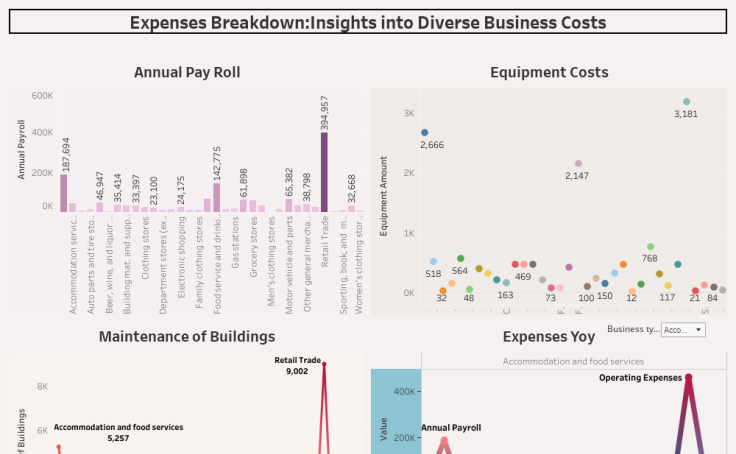 Expenses Breakdown:Insights into Diverse Business Costs
Annual Pay Roll
600K
400K
200K
0K
Annual Payroll
187,694
46,947
35,414
33,397
23,100
24,175
142,775
61,898
65,382
38,798
394,957
32,668
Accommodation servic..
Auto parts and tire sto..
Beer, wine, and liquor ..
Building mat. and supp..
Clothing stores
Department stores (ex..
Electronic shopping
Family clothing stores
Food service and drinki..
Gas stations
Grocery stores
Men's clothing stores
Motor vehicle and parts
Other general mercha..
Retail Trade
Sporting, book, and m..
Women's clothing stor..
Equipment Costs
3K
2K
1K
0K
Equipment Amount
2,666
3,181
2,147
518
564
469
768
32
48
163
73
100
150
12
117
21
84
C..
F..
F..
S..
Business ty...
Acco...
Maintenance of Buildings
8K
6K
of Buildings
Retail Trade
9,002
Accommodation and food services
5,257
Expenses Yoy
Accommodation and food services
400K
200K
Value
Operating Expenses
Annual Payroll